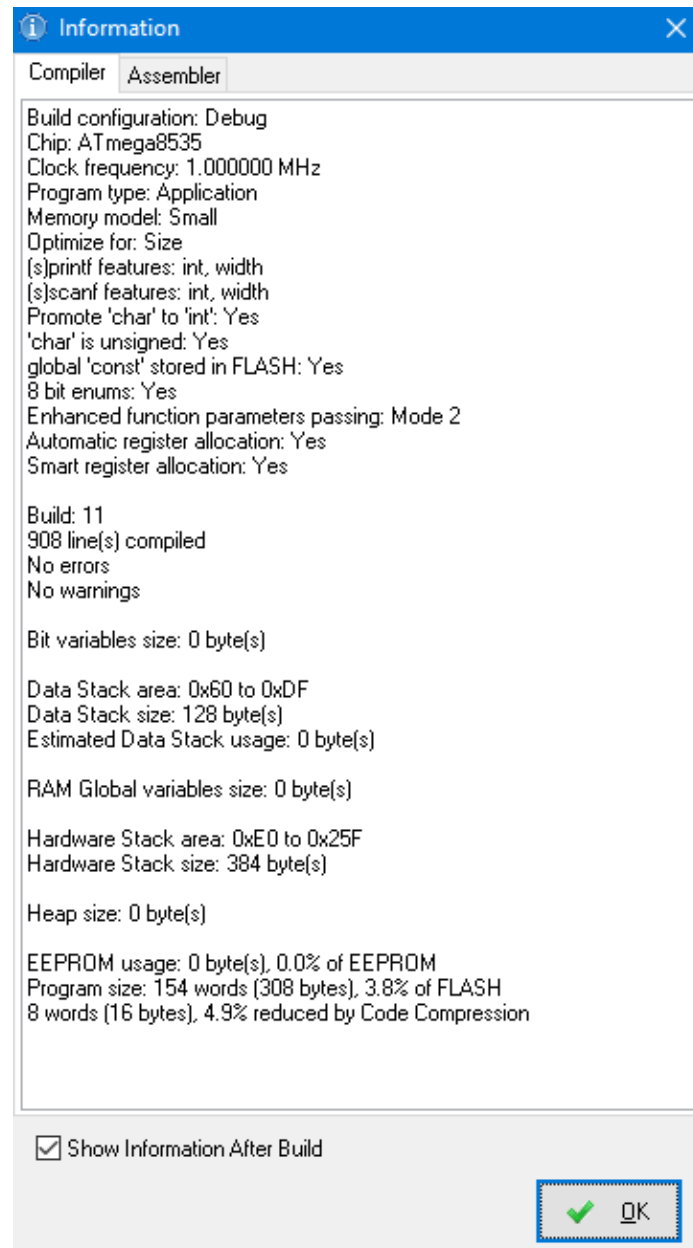 Information
Compiler Assembler
Build configuration: Debug
Chip: ATmega8535
Clock frequency: 1.000000 MHz
Program type: Application
Memory model: Small
Optimize for: Size
(s)printf features: int, width
(s)scanf features: int, width
Promote 'char' to 'int': Yes
'char' is unsigned: Yes
global 'const' stored in FLASH: Yes
8 bit enums: Yes
Enhanced function parameters passing: Mode 2
Automatic register allocation: Yes
Smart register allocation: Yes
Build: 11
908 line(s) compiled
No errors
No warnings
Bit variables size: 0 byte(s)
Data Stack area: 0x60 to 0xDF
Data Stack size: 128 byte(s)
Estimated Data Stack usage: 0 byte(s)
RAM Global variables size: 0 byte(s)
Hardware Stack area: 0xE0 to 0x25F
Hardware Stack size: 384 byte(s)
Heap size: 0 byte(s)
EEPROM usage: 0 byte(s), 0.0% of EEPROM
Program size: 154 words (308 bytes), 3.8% of FLASH
8 words (16 bytes), 4.9% reduced by Code Compression
Show Information After Build
OK